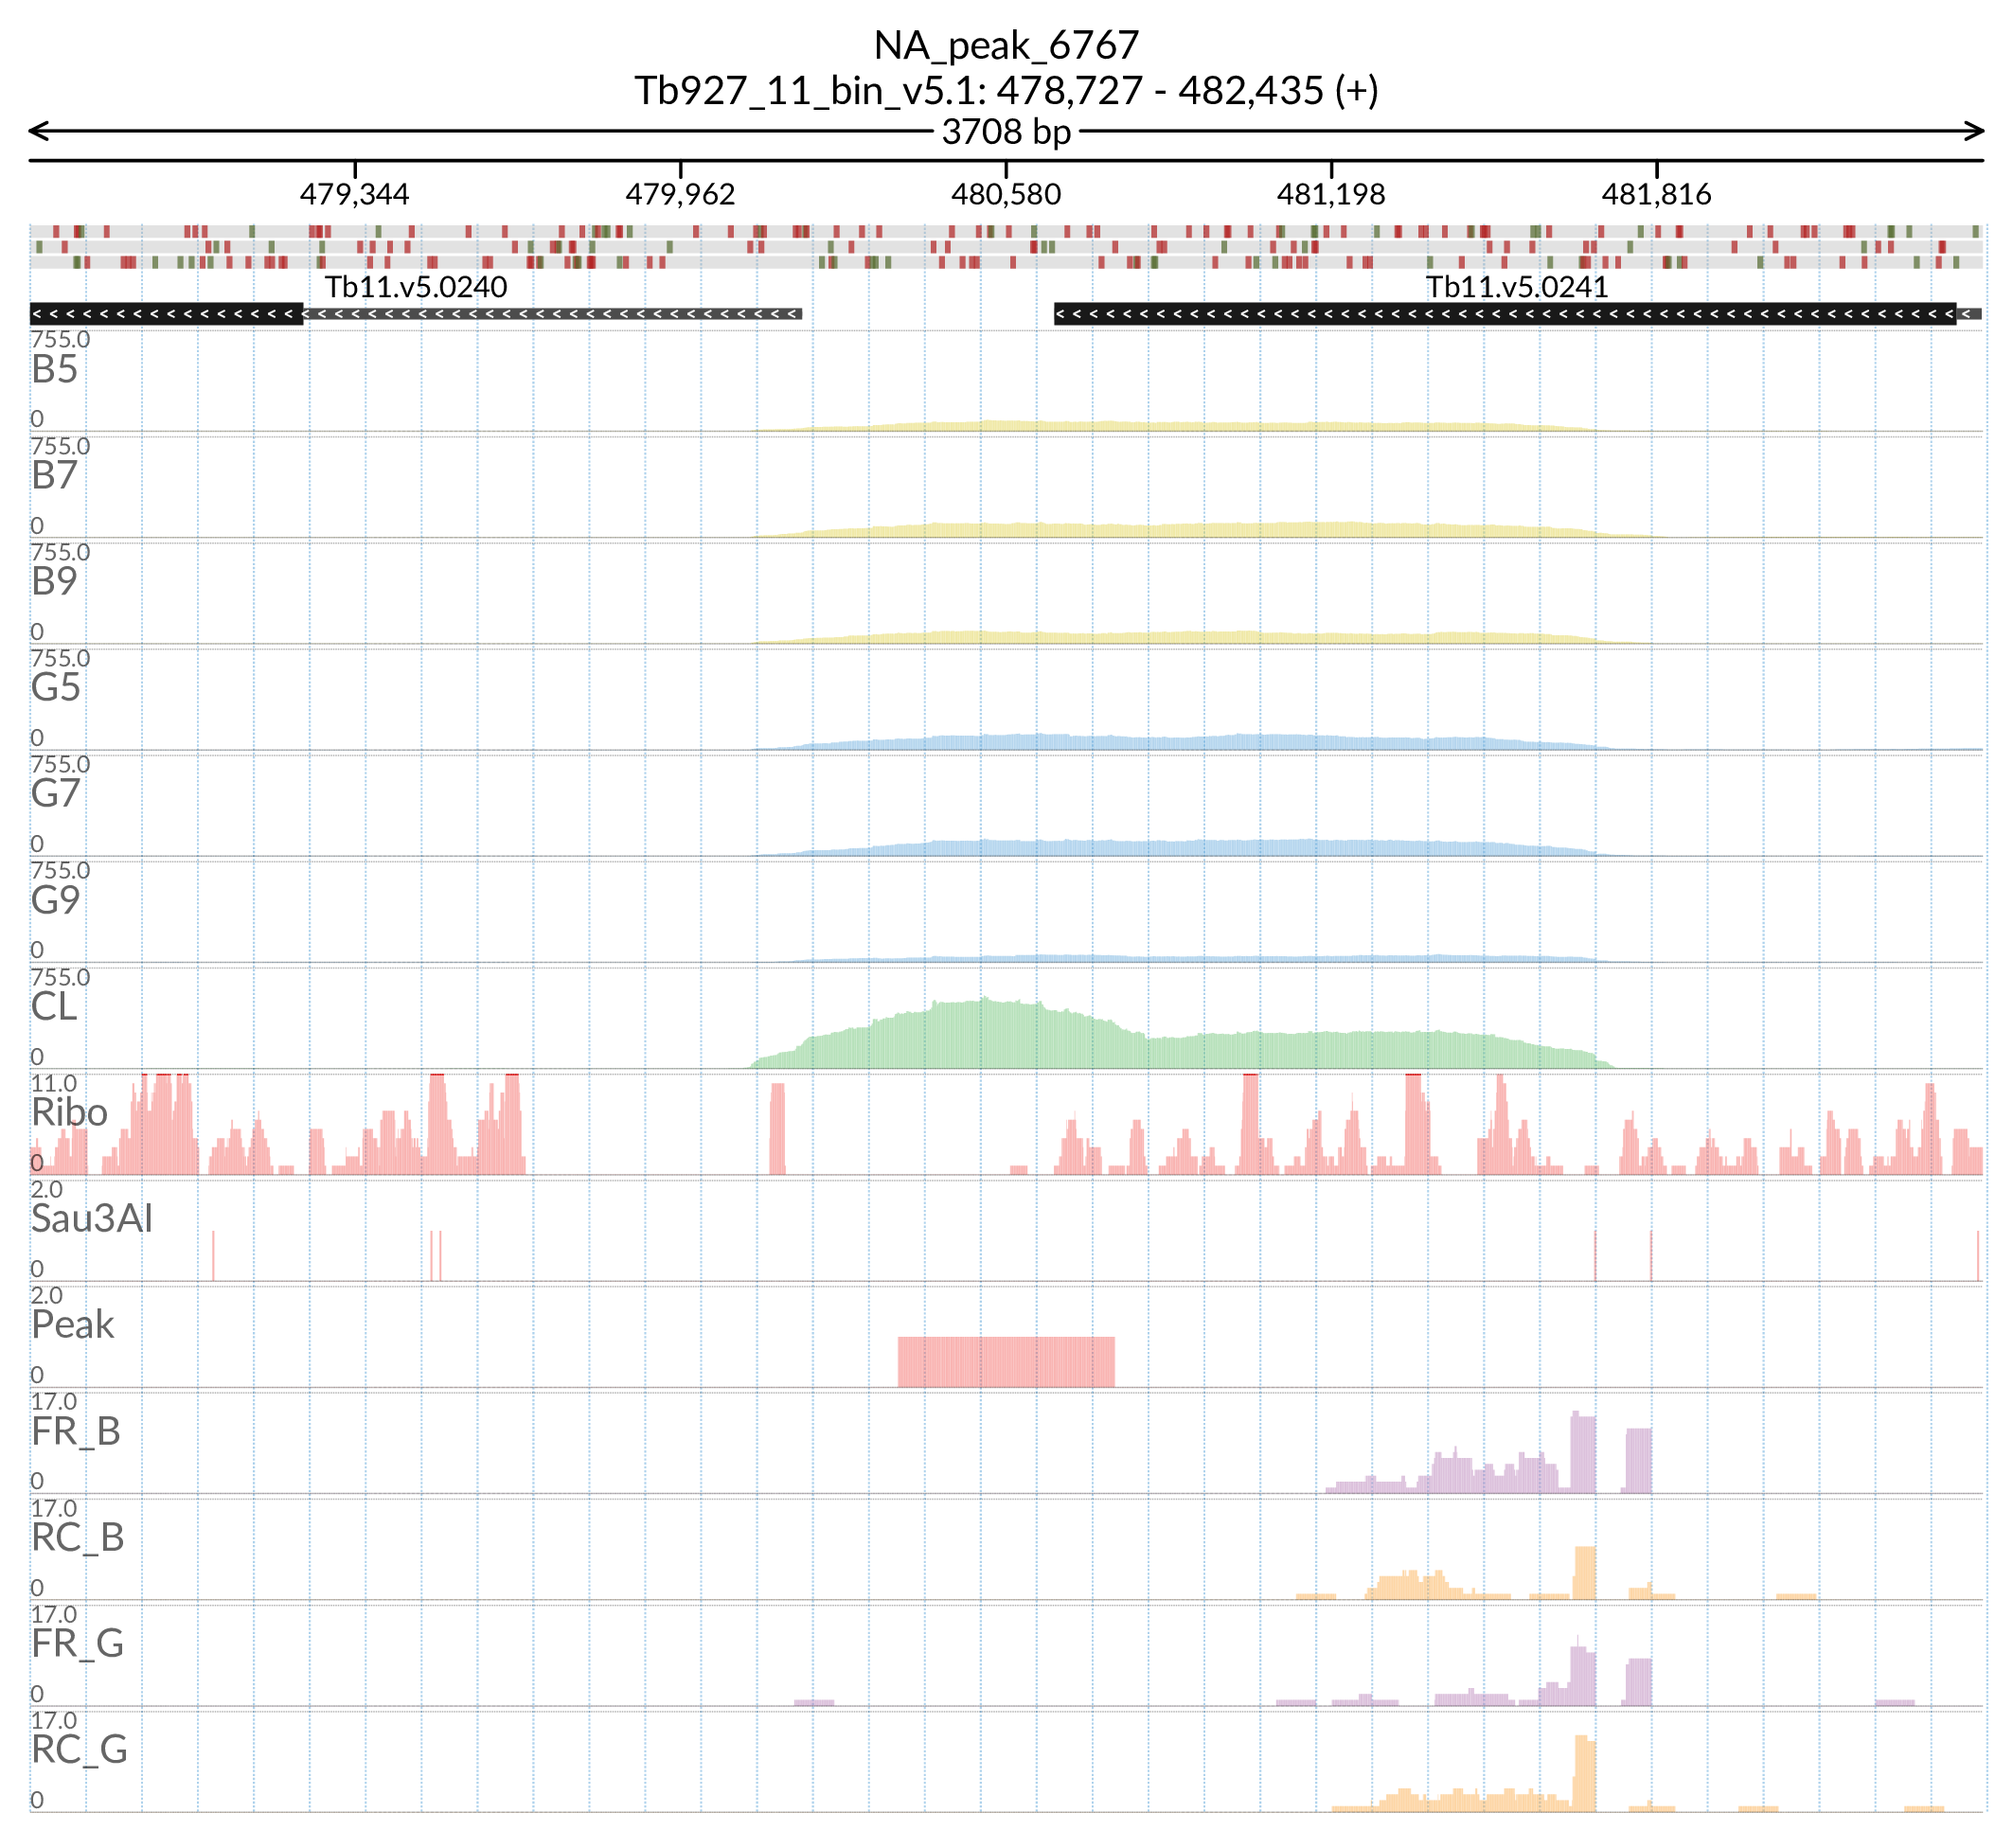 NA_peak_6767
Tb927_11_bin_v5.1: 478,727 - 482,435 (+)
3708 bp
479,344 479,962 480,580 481,198 481,816
Tb11.v5.0240 Tb11.v5.0241
755.0
B5
0
755.0
B7
0
755.0
B9
0
755.0
G5
0
755.0
G7
0
755.0
G9
0
755.0
CL
0
11.0
Ribo
0
2.0
Sau3AI
0
2.0
Peak
0
17.0
FR_B
0
17.0
RC_B
0
17.0
FR_G
0
17.0
RC_G
0